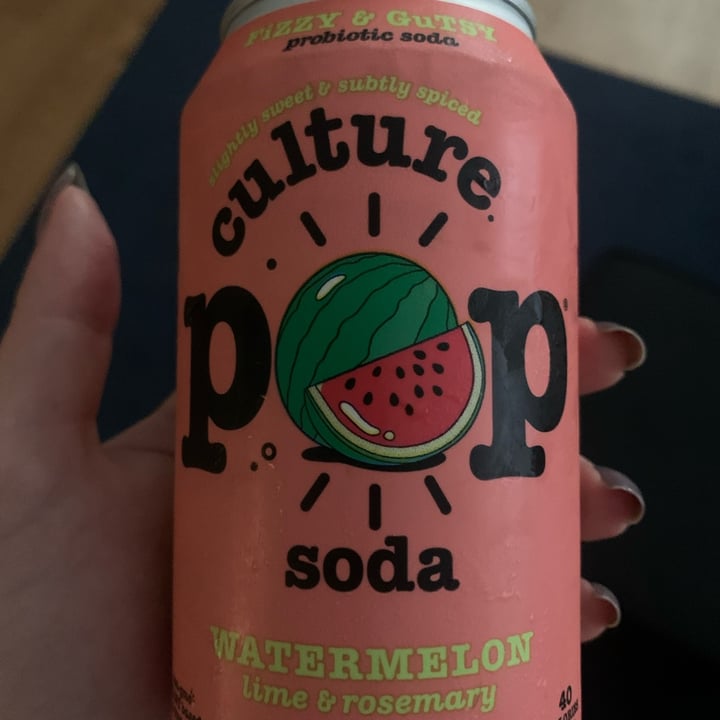 FiZZY & GuTSY
probiotic soda
slightly sweet & subtly spiced
culture
pop
soda
WATERMELON
lime & rosemary
40